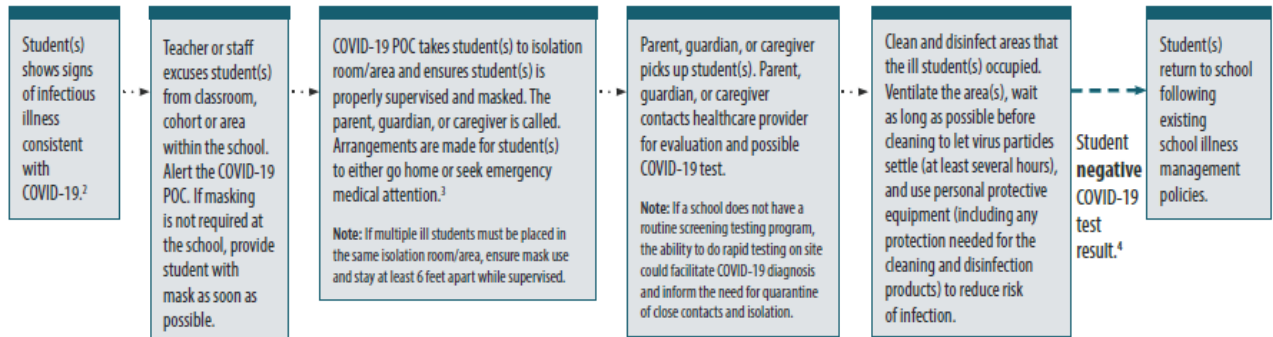 Student(s)
shows signs
of infectious
illness
consistent
with
COVID-19.²
Teacher or staff
excuses student(s)
from classroom,
cohort or area
within the school.
Alert the COVID-19
POC. If masking
is not required at
the school, provide
student with
mask as soon as
possible.
COVID-19 POC takes student(s) to isolation
room/area and ensures student(s) is
properly supervised and masked. The
parent, guardian, or caregiver is called.
Arrangements are made for student(s)
to either go home or seek emergency
medical attention.³
Note: If multiple ill students must be placed in
the same isolation room/area, ensure mask use
and stay at least 6 feet apart while supervised.
Parent, guardian, or caregiver
picks up student(s). Parent,
guardian, or caregiver
contacts healthcare provider
for evaluation and possible
COVID-19 test.
Note: If a school does not have a
routine screening testing program,
the ability to do rapid testing on site
could facilitate COVID-19 diagnosis
and inform the need for quarantine
of close contacts and isolation.
Clean and disinfect areas that
the ill student(s) occupied.
Ventilate the area(s), wait
as long as possible before
cleaning to let virus particles
settle (at least several hours),
and use personal protective
equipment (including any
protection needed for the
cleaning and disinfection
products) to reduce risk
of infection.
Student
negative
COVID-19
test
result.⁴
Student(s)
return to school
following
existing
school illness
management
policies.